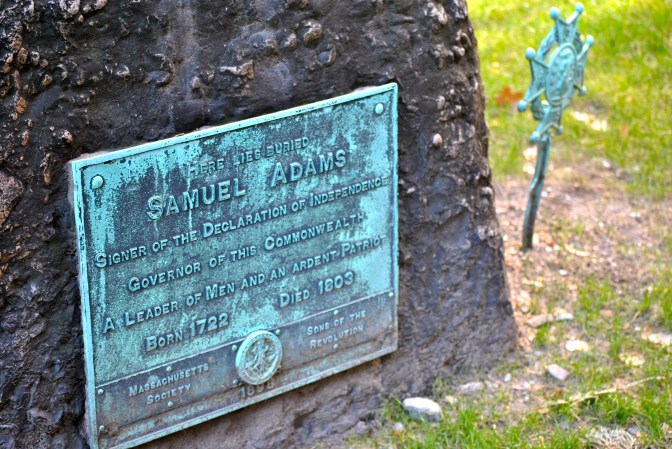 HERE LIES BURIED
SAMUEL ADAMS
SIGNER OF THE DECLARATION OF INDEPENDENCE
GOVERNOR OF THIS COMMONWEALTH
A LEADER OF MEN AND AN ARDENT PATRIOT
BORN 1722 DIED 1803
MASSACHUSETTS SOCIETY
SONS OF THE REVOLUTION
1898